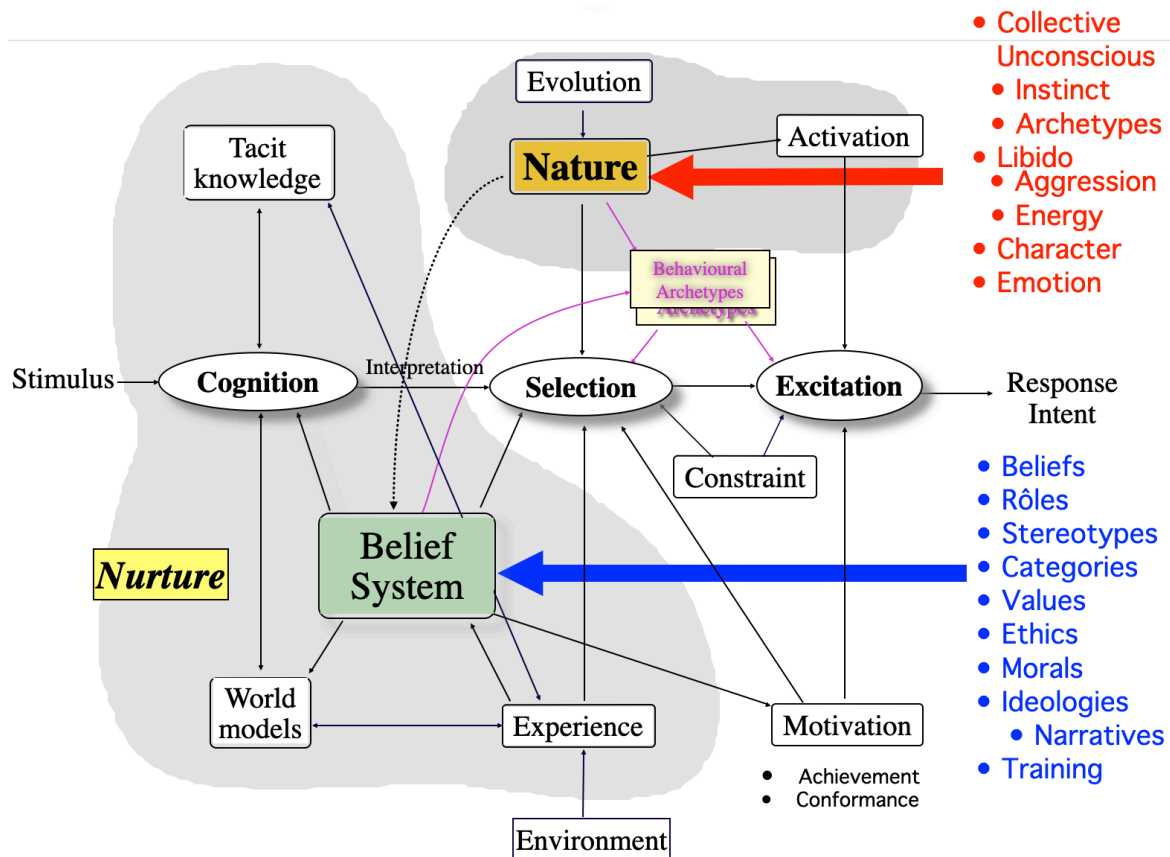 Evolution
Tacit
knowledge
Nature
Activation
Behavioural
Archetypes
Archetypes
Stimulus
Cognition
Interpretation
Selection
Excitation
Response
Intent
Constraint
Belief
System
Nurture
World
models
Experience
Motivation
• Achievement
• Conformance
Environment
• Collective
Unconscious
• Instinct
• Archetypes
• Libido
• Aggression
• Energy
• Character
• Emotion
• Beliefs
• Rôles
• Stereotypes
• Categories
• Values
• Ethics
• Morals
• Ideologies
• Narratives
• Training